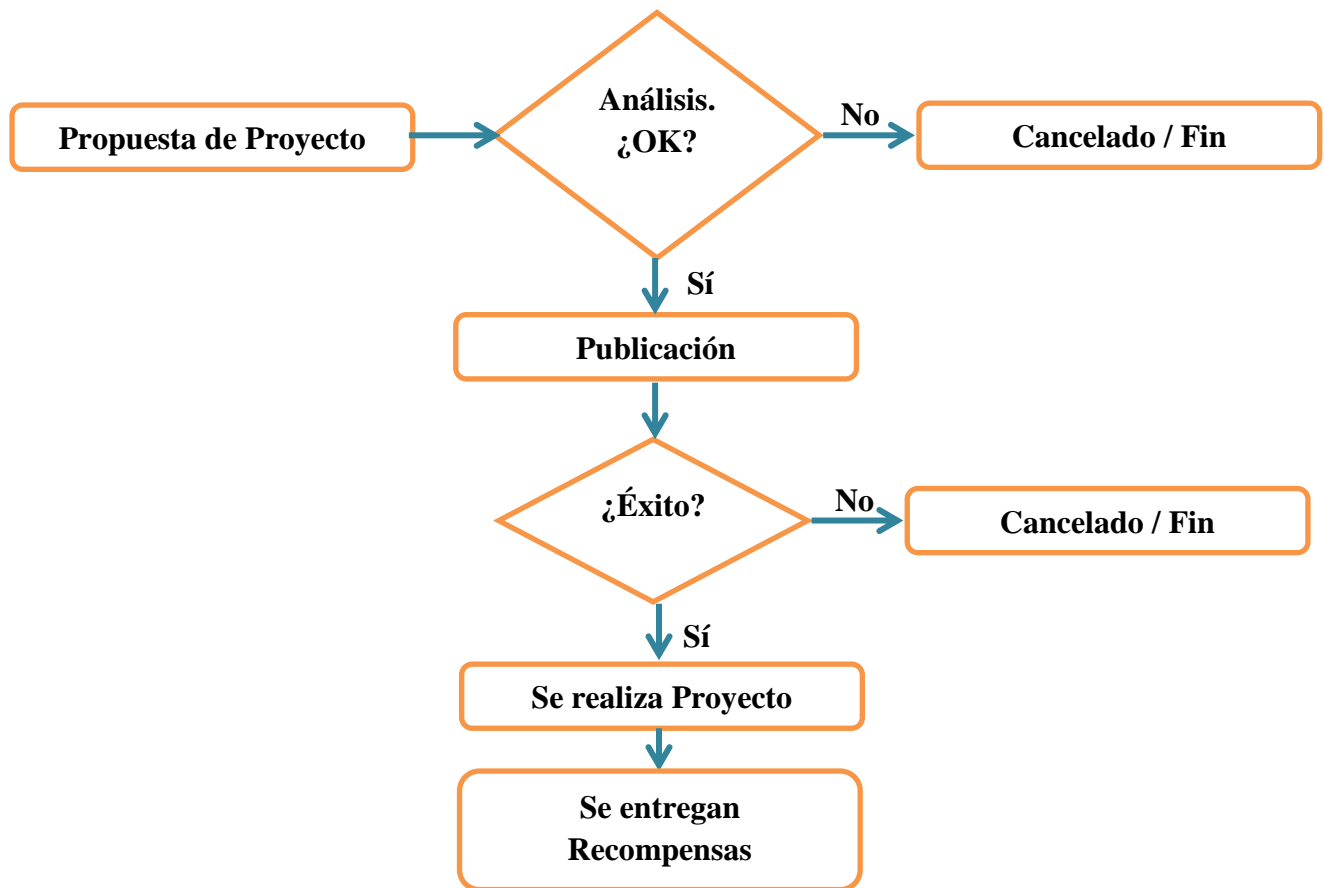 Propuesta de Proyecto
Análisis.
¿OK?
No
Cancelado / Fin
Sí
Publicación
¿Éxito?
No
Cancelado / Fin
Sí
Se realiza Proyecto
Se entregan
Recompensas